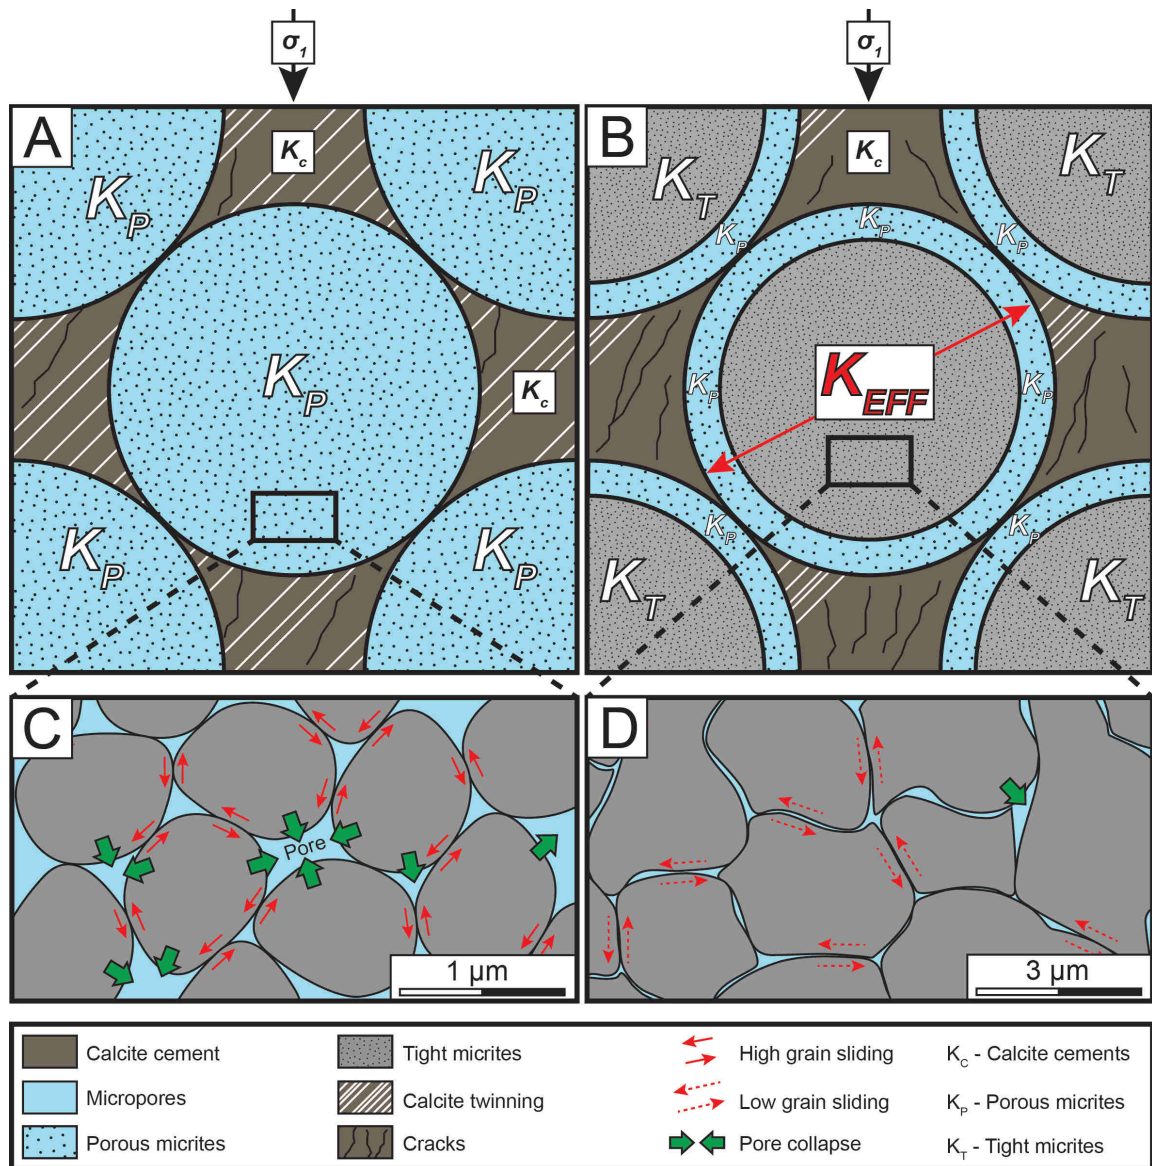 σ1
σ1
A
Kc
KP
KP
KP
Kc
KP
KP
B
Kc
KT
KT
KP
KP
KP
KP
KEFF
KP
KP
KP
KT
KT
C
Pore
1 µm
D
3 µm
Calcite cement
Tight micrites
High grain sliding
KC - Calcite cements
Micropores
Calcite twinning
Low grain sliding
KP - Porous micrites
Porous micrites
Cracks
Pore collapse
KT - Tight micrites